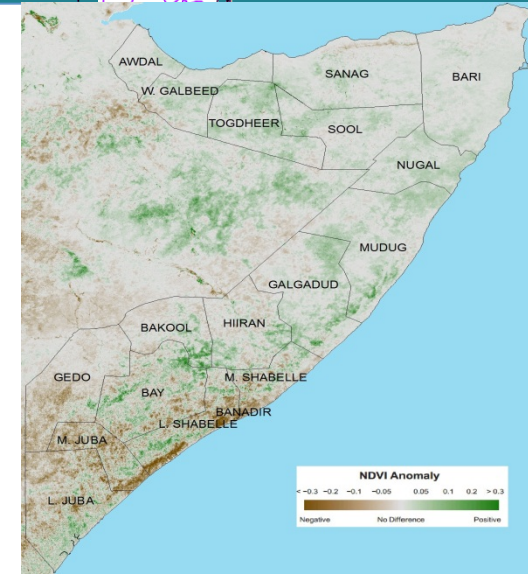 AWDAL
SANAG
BARI
W. GALBEED
TOGDHEER
SOOL
NUGAL
MUDUG
GALGADUD
BAKOOL
HIIRAN
GEDO
BAY
M. SHABELLE
BANADIR
L. SHABELLE
M. JUBA
L. JUBA
NDVI Anomaly
< -0.3 -0.2 -0.1 -0.05 0.05 0.1 0.2 > 0.3
Negative No Difference Positive